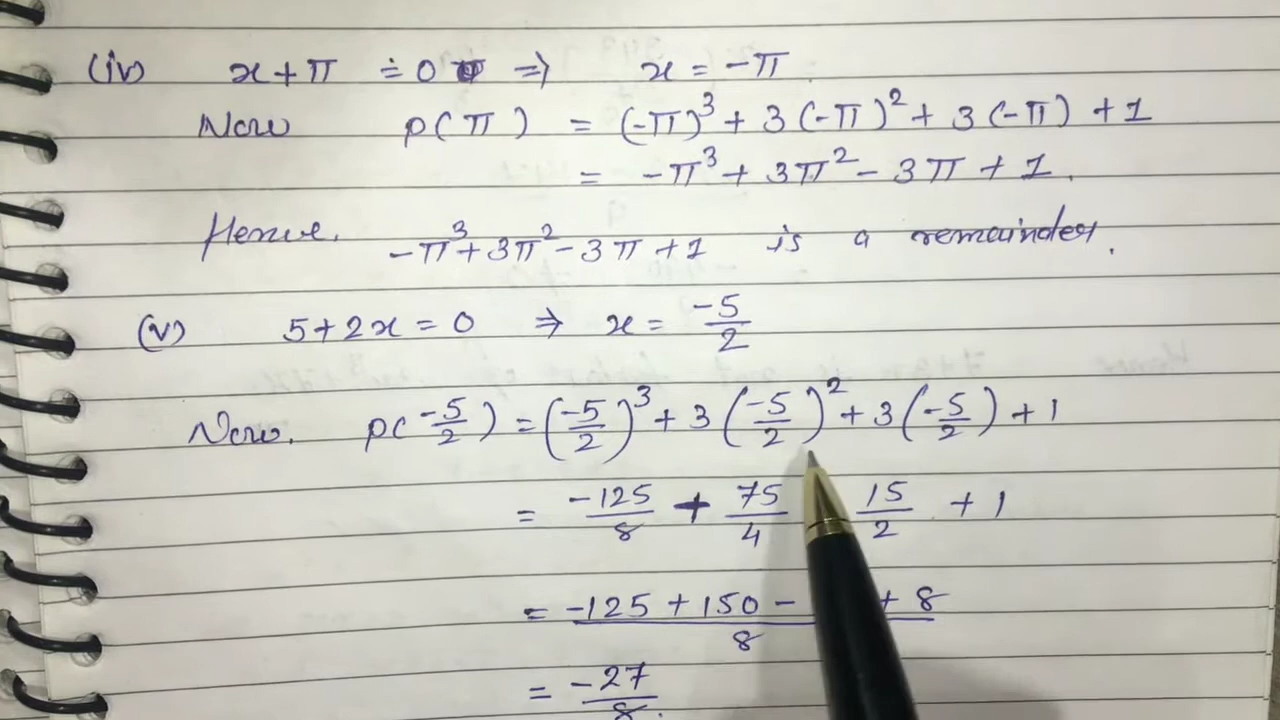 (iv) x+π = 0 ⇒ x = -π
Now p(π) = (-π)³ + 3(-π)² + 3(-π) + 1
= -π³ + 3π² - 3π + 1.
Hence. -π³+3π²-3π+1 is a remainder.
(v) 5+2x = 0 ⇒ x = -5/2
Now. p(-5/2) = (-5/2)³ + 3(-5/2)² + 3(-5/2) + 1
= -125/8 + 75/4 15/2 + 1
= -125+150- +8/8
= -27/8.